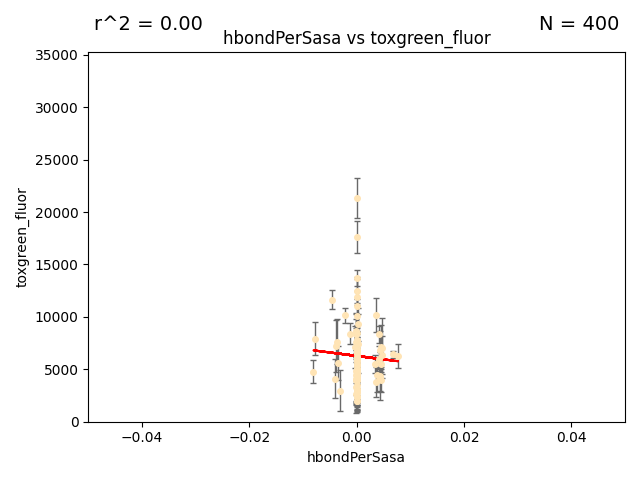 r^2 = 0.00
N = 400
hbondPerSasa vs toxgreen_fluor
35000
30000
25000
20000
15000
10000
5000
0
toxgreen_fluor
−0.04
−0.02
0.00
0.02
0.04
hbondPerSasa